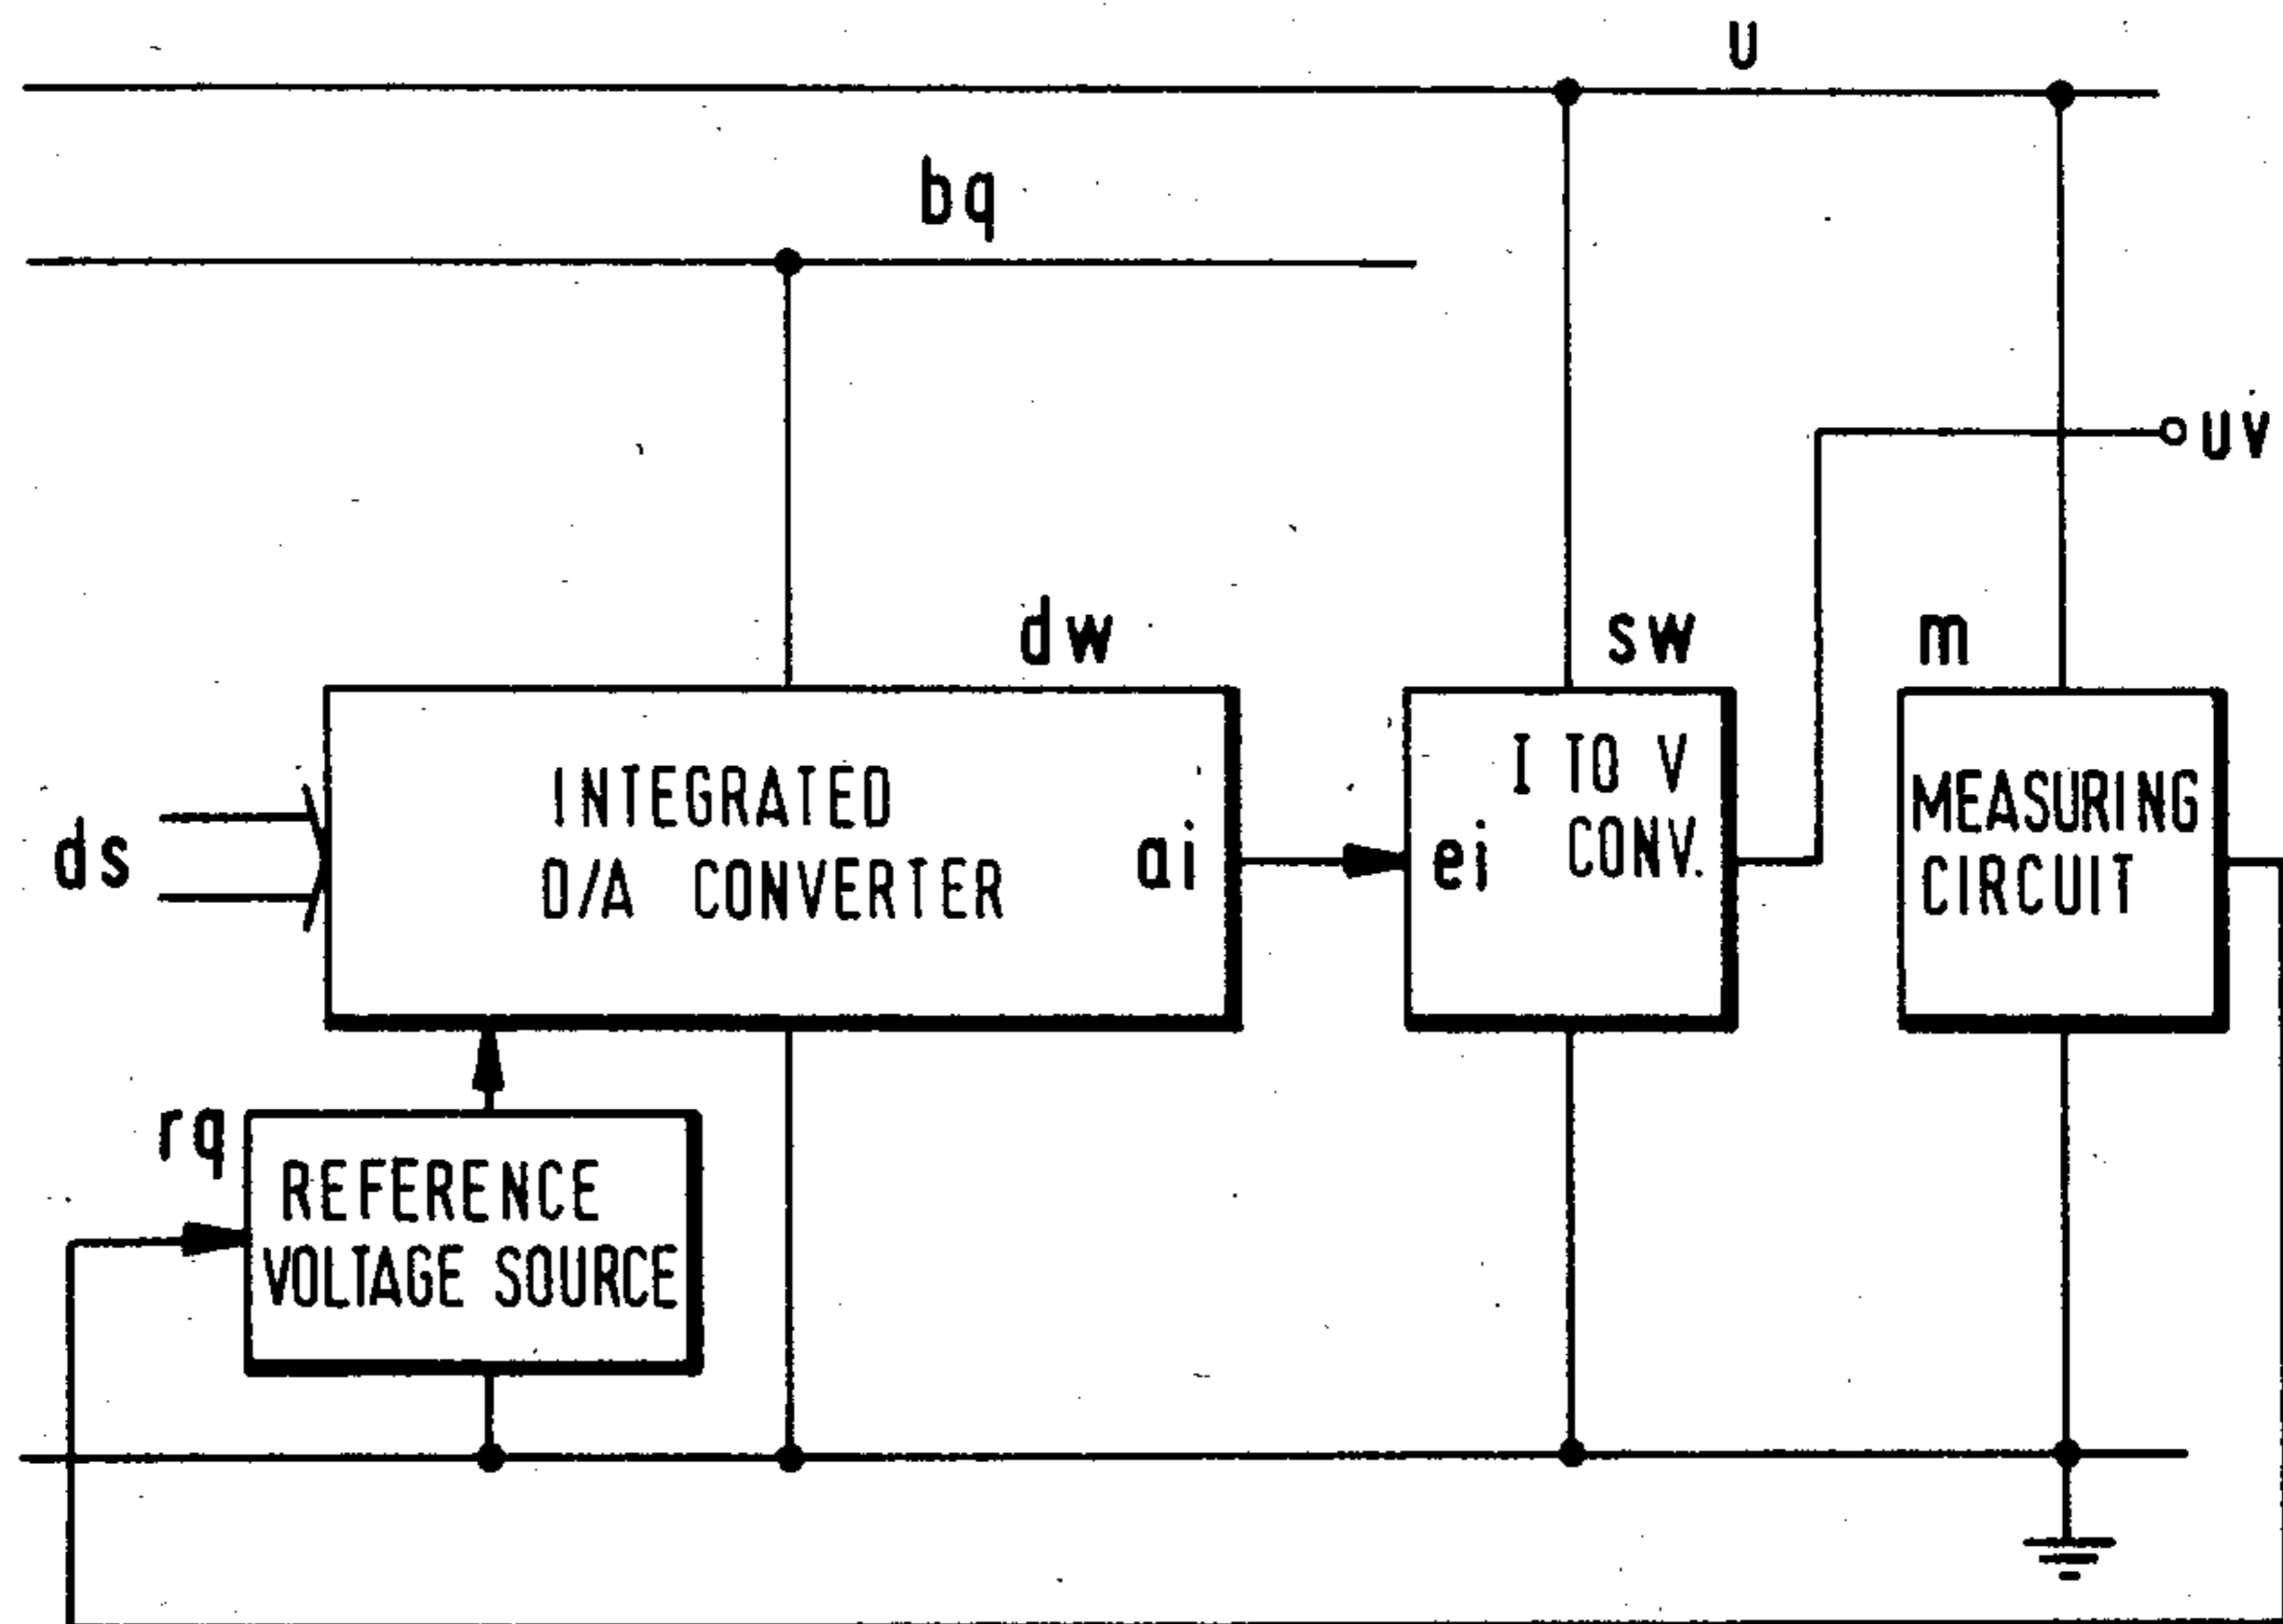 U
bq
uv
dw
sw
m
INTEGRATED
D/A CONVERTER
ai
ei
I TO V
CONV.
MEASURING
CIRCUIT
ds
rq
REFERENCE
VOLTAGE SOURCE